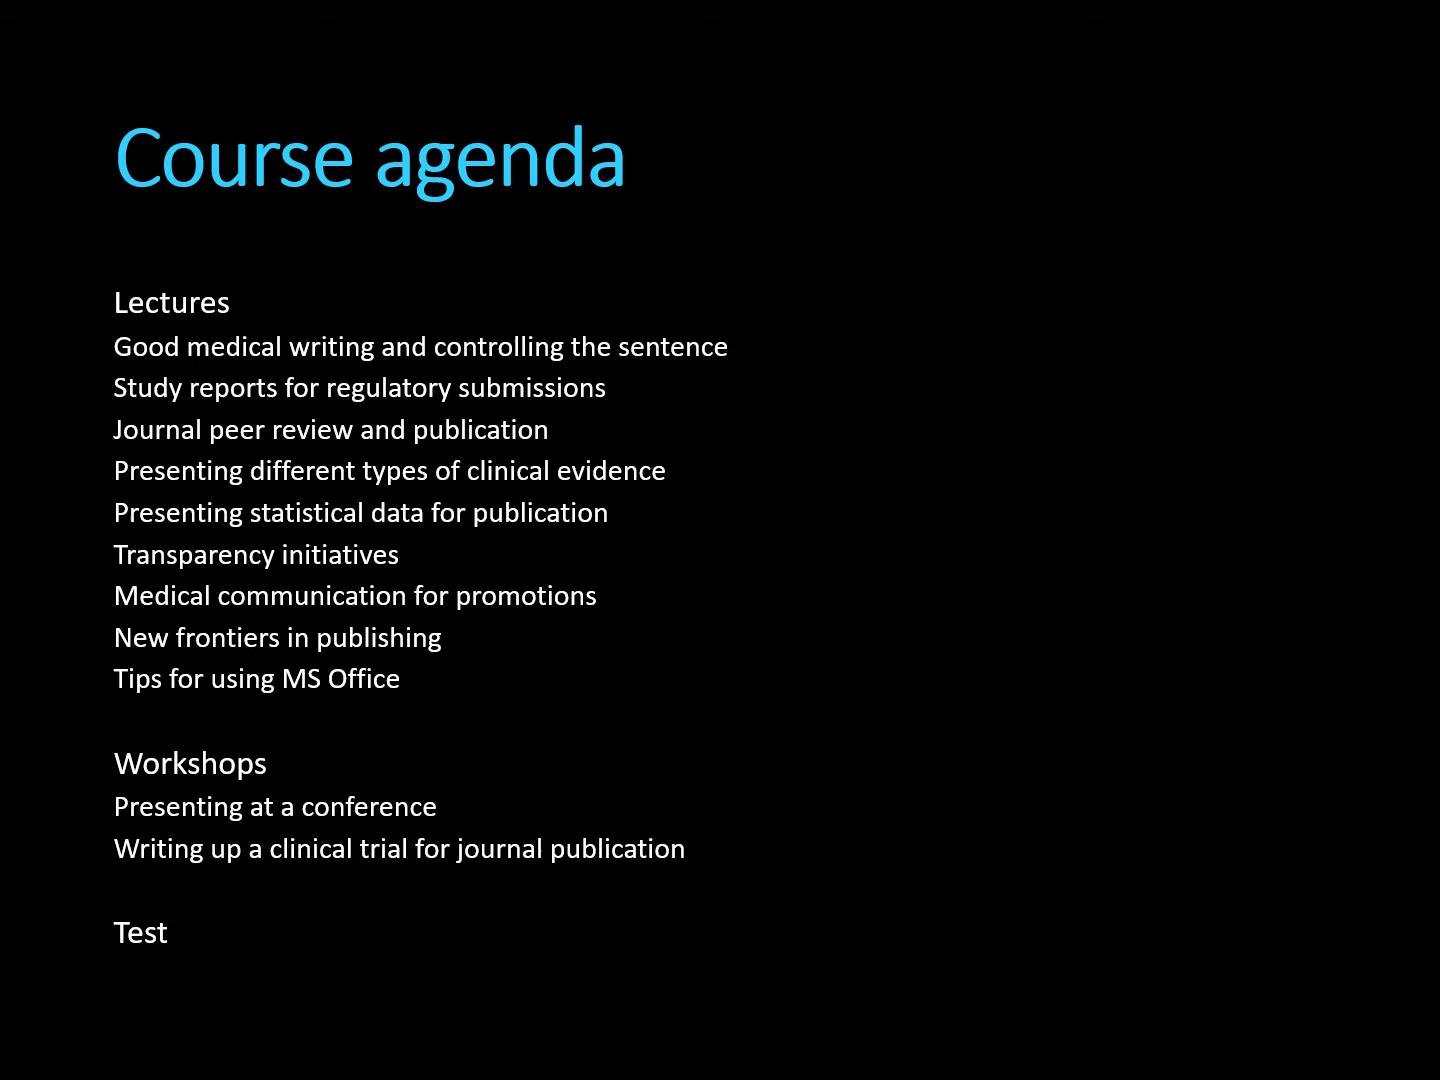 Course agenda
Lectures
Good medical writing and controlling the sentence
Study reports for regulatory submissions
Journal peer review and publication
Presenting different types of clinical evidence
Presenting statistical data for publication
Transparency initiatives
Medical communication for promotions
New frontiers in publishing
Tips for using MS Office
Workshops
Presenting at a conference
Writing up a clinical trial for journal publication
Test